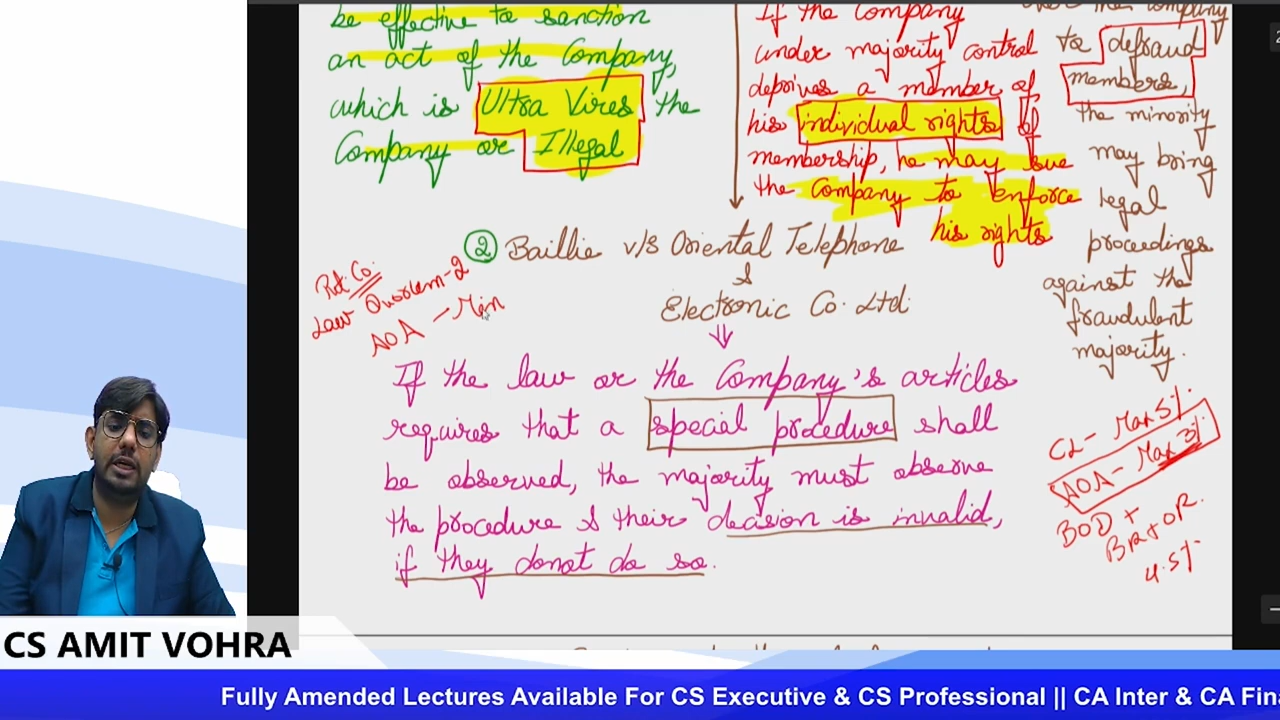 be effective to sanction
an act of the Company,
which is Ultra Vires the
Company or Illegal
If the Company
under majority control
deprives a member of
his individual rights of
membership, he may sue
the company to enforce
his rights
company
to defraud
members,
the minority
may bring
legal
proceedings
against the
fraudulent
majority.
② Baillie v/s Oriental Telephone
&
Electronic Co. Ltd.
Pvt. Co.
Law Quorum-2
AOA - Min
If the law or the Company's articles
requires that a special procedure shall
be observed, the majority must observe
the procedure & their decision is invalid,
if they donot do so.
CL - Max 5%
AOA - Max 3%
BOD +
BR + OR
4.5%
CS AMIT VOHRA
Fully Amended Lectures Available For CS Executive & CS Professional || CA Inter & CA Fin